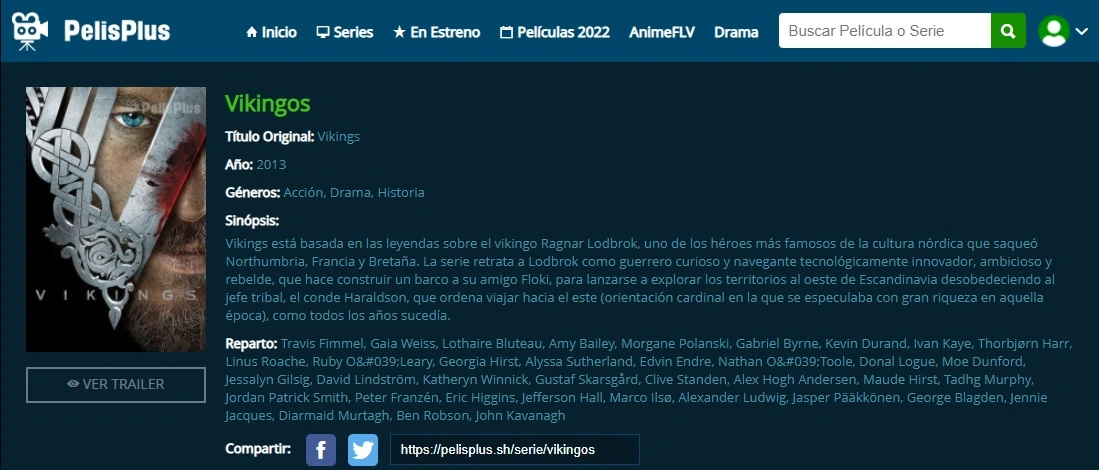 PelisPlus
Inicio
Series
En Estreno
Películas 2022
AnimeFLV
Drama
Buscar Película o Serie
PelisPlus
VIKINGS
VER TRAILER
Vikingos
Título Original: Vikings
Año: 2013
Géneros: Acción, Drama, Historia
Sinópsis:
Vikings está basada en las leyendas sobre el vikingo Ragnar Lodbrok, uno de los héroes más famosos de la cultura nórdica que saqueó
Northumbria, Francia y Bretaña. La serie retrata a Lodbrok como guerrero curioso y navegante tecnológicamente innovador, ambicioso y
rebelde, que hace construir un barco a su amigo Floki, para lanzarse a explorar los territorios al oeste de Escandinavia desobedeciendo al
jefe tribal, el conde Haraldson, que ordena viajar hacia el este (orientación cardinal en la que se especulaba con gran riqueza en aquella
época), como todos los años sucedía.
Reparto: Travis Fimmel, Gaia Weiss, Lothaire Bluteau, Amy Bailey, Morgane Polanski, Gabriel Byrne, Kevin Durand, Ivan Kaye, Thorbjørn Harr,
Linus Roache, Ruby O&#039;Leary, Georgia Hirst, Alyssa Sutherland, Edvin Endre, Nathan O&#039;Toole, Donal Logue, Moe Dunford,
Jessalyn Gilsig, David Lindström, Katheryn Winnick, Gustaf Skarsgård, Clive Standen, Alex Hogh Andersen, Maude Hirst, Tadhg Murphy,
Jordan Patrick Smith, Peter Franzén, Eric Higgins, Jefferson Hall, Marco Ilsø, Alexander Ludwig, Jasper Pääkkönen, George Blagden, Jennie
Jacques, Diarmaid Murtagh, Ben Robson, John Kavanagh
Compartir:
https://pelisplus.sh/serie/vikingos